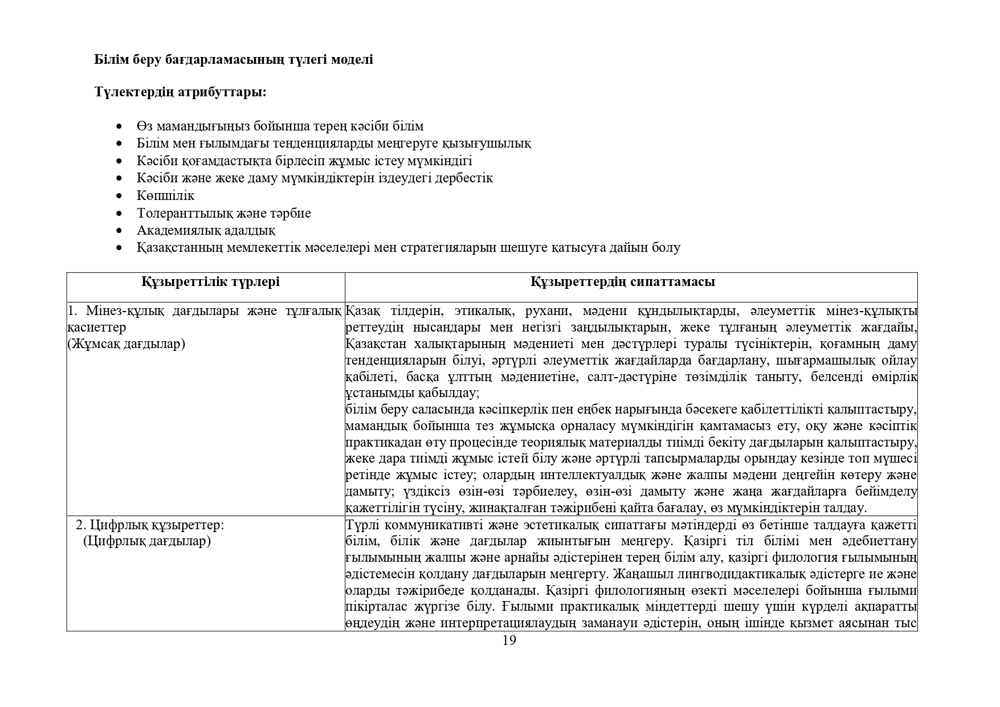 Білім беру бағдарламасының түлегі моделі
Түлектердің атрибуттары:
• Өз мамандығыңыз бойынша терең кәсіби білім
• Білім мен ғылымдағы тенденцияларды меңгеруге қызығушылық
• Кәсіби қоғамдастықта бірлесіп жұмыс істеу мүмкіндігі
• Кәсіби және жеке даму мүмкіндіктерін іздеудегі дербестік
• Көпшілік
• Толеранттылық және тәрбие
• Академиялық адалдық
• Қазақстанның мемлекеттік мәселелері мен стратегияларын шешуге қатысуға дайын болу
Құзыреттілік түрлері
Құзыреттердің сипаттамасы
1. Мінез-құлық дағдылары және тұлғалық
қасиеттер
(Жұмсақ дағдылар)
Қазақ тілдерін, этикалық, рухани, мәдени құндылықтарды, әлеуметтік мінез-құлықты
реттеудің нысандары мен негізгі заңдылықтарын, жеке тұлғаның әлеуметтік жағдайы,
Қазақстан халықтарының мәдениеті мен дәстүрлері туралы түсініктерін, қоғамның даму
тенденцияларын білуі, әртүрлі әлеуметтік жағдайларда бағдарлану, шығармашылық ойлау
қабілеті, басқа ұлттың мәдениетіне, салт-дәстүріне төзімділік таныту, белсенді өмірлік
ұстанымды қабылдау;
білім беру саласында кәсіпкерлік пен еңбек нарығында бәсекеге қабілеттілікті қалыптастыру,
мамандық бойынша тез жұмысқа орналасу мүмкіндігін қамтамасыз ету, оқу және кәсіптік
практикадан өту процесінде теориялық материалды тиімді бекіту дағдыларын қалыптастыру,
жеке дара тиімді жұмыс істей білу және әртүрлі тапсырмаларды орындау кезінде топ мүшесі
ретінде жұмыс істеу; олардың интеллектуалдық және жалпы мәдени деңгейін көтеру және
дамыту; үздіксіз өзін-өзі тәрбиелеу, өзін-өзі дамыту және жаңа жағдайларға бейімделу
қажеттілігін түсіну, жинақталған тәжірибені қайта бағалау, өз мүмкіндіктерін талдау.
2. Цифрлық құзыреттер:
(Цифрлық дағдылар)
Түрлі коммуникативті және эстетикалық сипаттағы мәтіндерді өз бетінше талдауға қажетті
білім, білік және дағдылар жиынтығын меңгеру. Қазіргі тіл білімі мен әдебиеттану
ғылымының жалпы және арнайы әдістерінен терең білім алу, қазіргі филология ғылымының
әдістемесін қолдану дағдыларын меңгерту. Жаңашыл лингводидактикалық әдістерге ие және
оларды тәжірибеде қолданады. Қазіргі филологияның өзекті мәселелері бойынша ғылыми
пікірталас жүргізе білу. Ғылыми практикалық міндеттерді шешу үшін күрделі ақпаратты
өңдеудің және интерпретациялаудың заманауи әдістерін, оның ішінде қызмет аясынан тыс
19